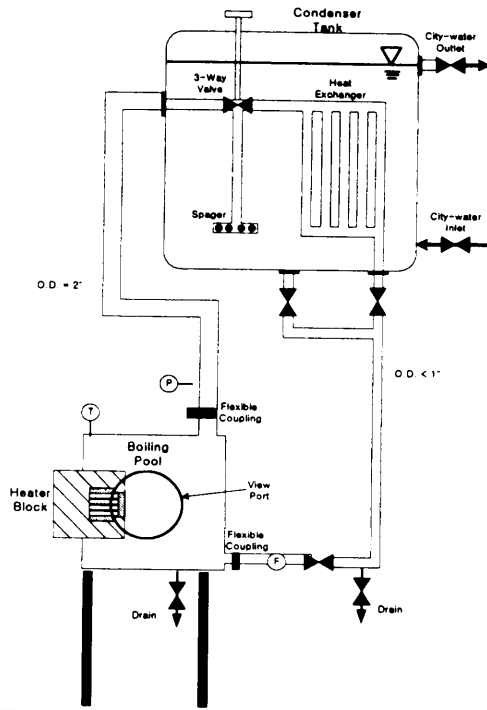 Condenser
Tank
City-water
Outlet
3-Way
Valve
Heat
Exchanger
Spager
City-water
Inlet
O.D. = 2"
O.D. < 1"
P
T
Flexible
Coupling
Boiling
Pool
Heater
Block
View
Port
Flexible
Coupling
F
Drain
Drain